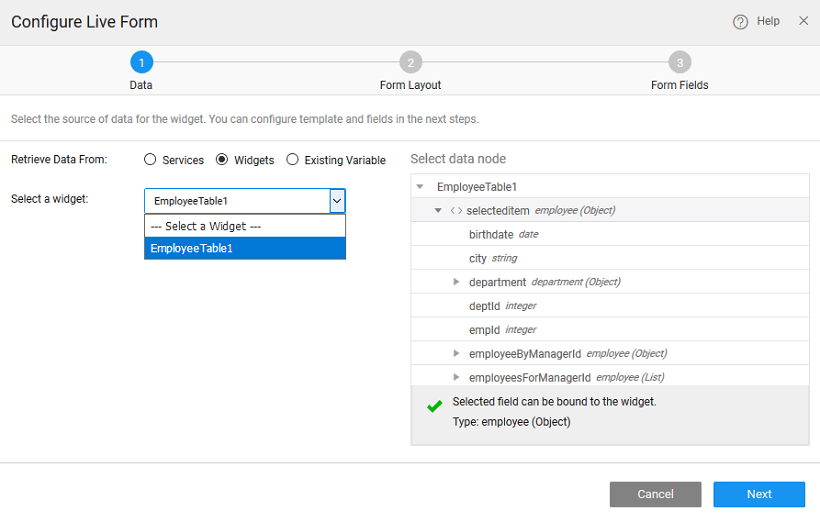 Configure Live Form
? Help ×
1 2 3
Data Form Layout Form Fields
Select the source of data for the widget. You can configure template and fields in the next steps.
Retrieve Data From: Services Widgets Existing Variable
Select a widget: EmployeeTable1
--- Select a Widget ---
EmployeeTable1
Select data node
EmployeeTable1
<> selecteditem employee (Object)
birthdate date
city string
department department (Object)
deptId integer
empId integer
employeeByManagerId employee (Object)
employeesForManagerId employee (List)
Selected field can be bound to the widget.
Type: employee (Object)
Cancel Next